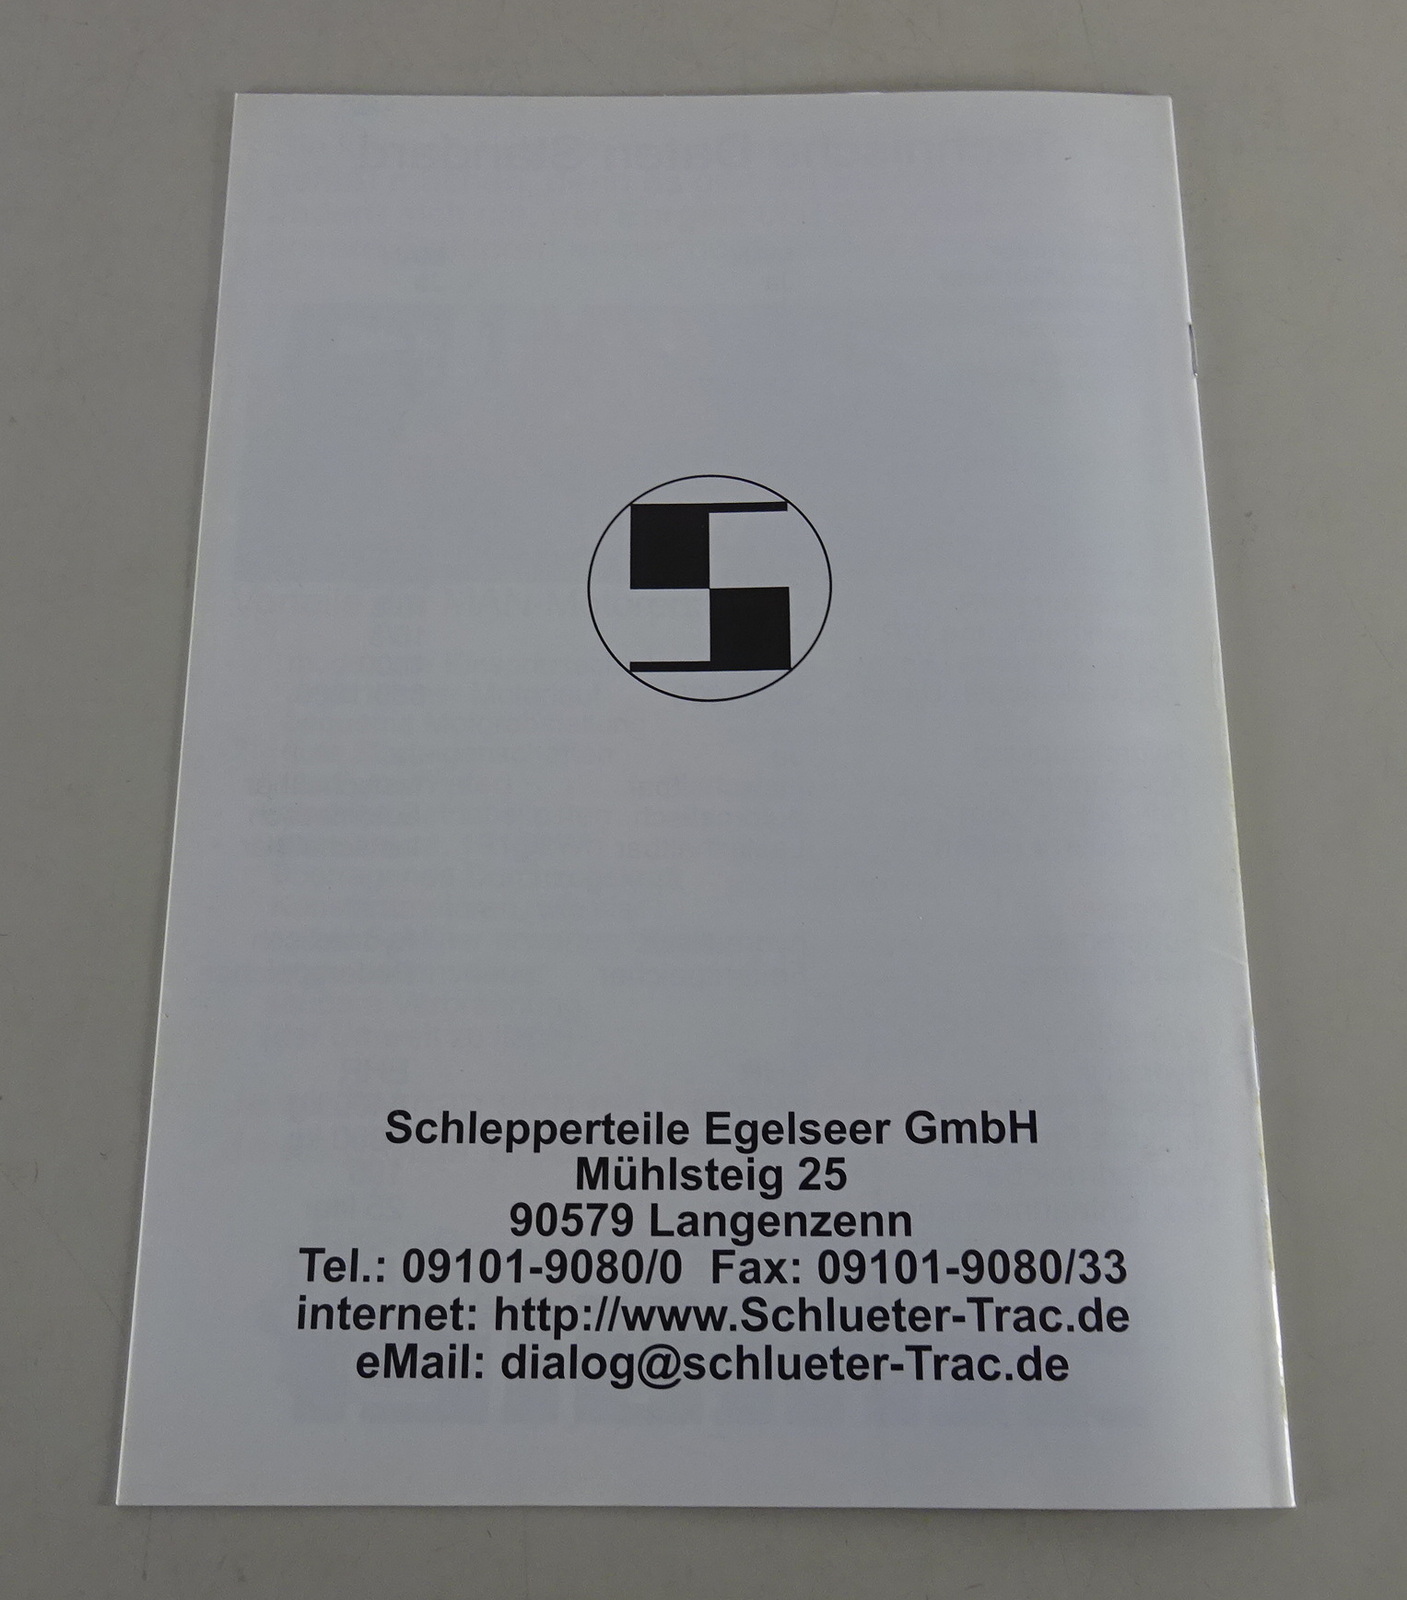 Schlepperteile Egelseer GmbH
Mühlsteig 25
90579 Langenzenn
Tel.: 09101-9080/0 Fax: 09101-9080/33
internet: http://www.Schlueter-Trac.de
eMail: dialog@schlueter-Trac.de